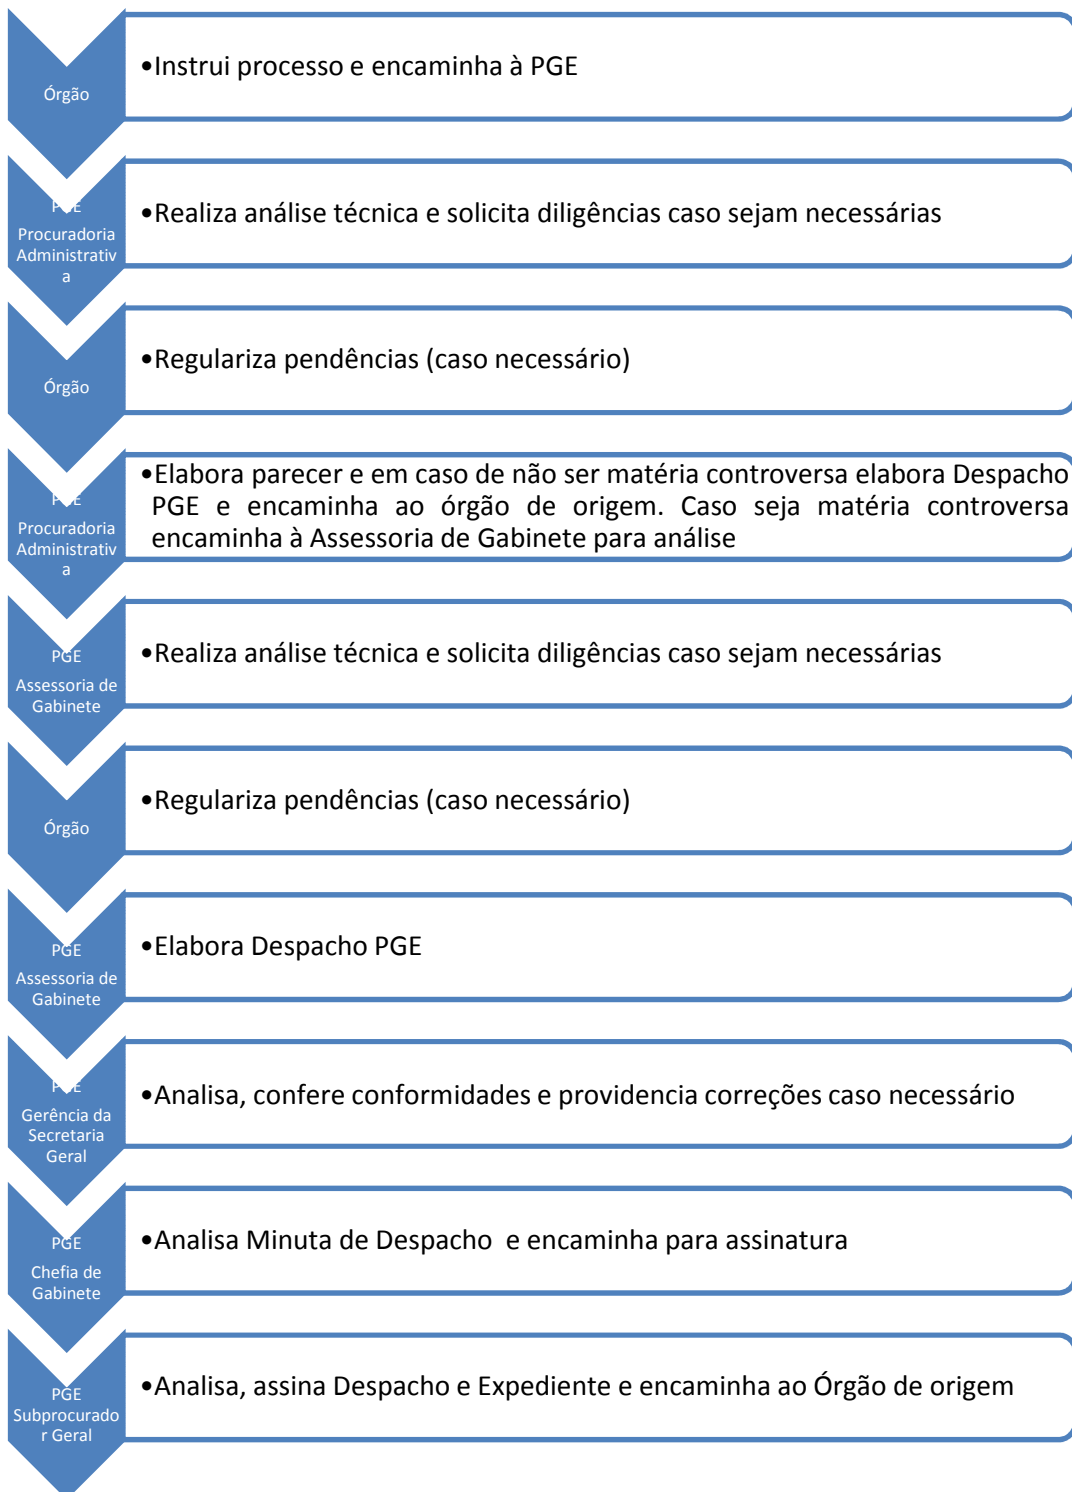 Órgão
•Instrui processo e encaminha à PGE
PGE
Procuradoria
Administrativ
a
•Realiza análise técnica e solicita diligências caso sejam necessárias
Órgão
•Regulariza pendências (caso necessário)
PGE
Procuradoria
Administrativ
a
•Elabora parecer e em caso de não ser matéria controversa elabora Despacho
PGE e encaminha ao órgão de origem. Caso seja matéria controversa
encaminha à Assessoria de Gabinete para análise
PGE
Assessoria de
Gabinete
•Realiza análise técnica e solicita diligências caso sejam necessárias
Órgão
•Regulariza pendências (caso necessário)
PGE
Assessoria de
Gabinete
•Elabora Despacho PGE
PGE
Gerência da
Secretaria
Geral
•Analisa, confere conformidades e providencia correções caso necessário
PGE
Chefia de
Gabinete
•Analisa Minuta de Despacho  e encaminha para assinatura
PGE
Subprocurado
r Geral
•Analisa, assina Despacho e Expediente e encaminha ao Órgão de origem